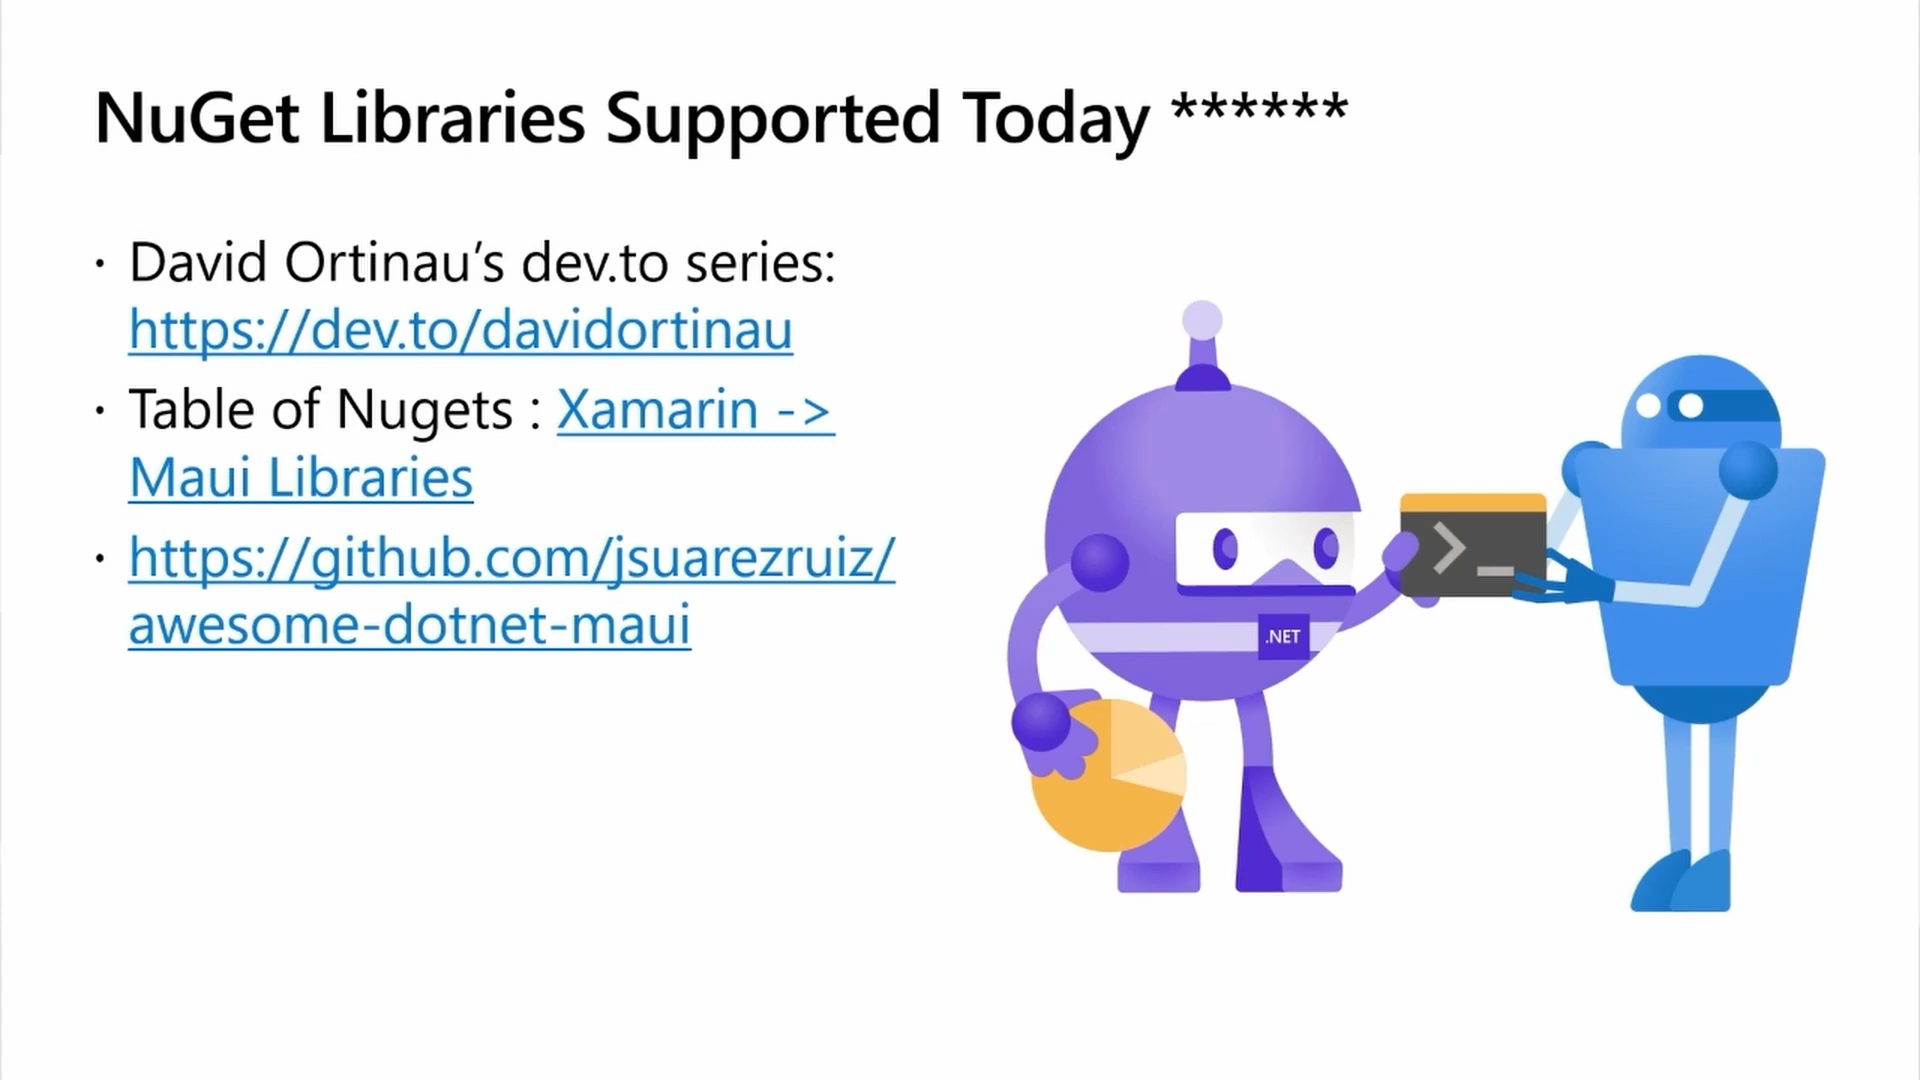 NuGet Libraries Supported Today ******
· David Ortinau’s dev.to series:
https://dev.to/davidortinau
· Table of Nugets : Xamarin ->
Maui Libraries
· https://github.com/jsuarezruiz/
awesome-dotnet-maui
>_
.NET